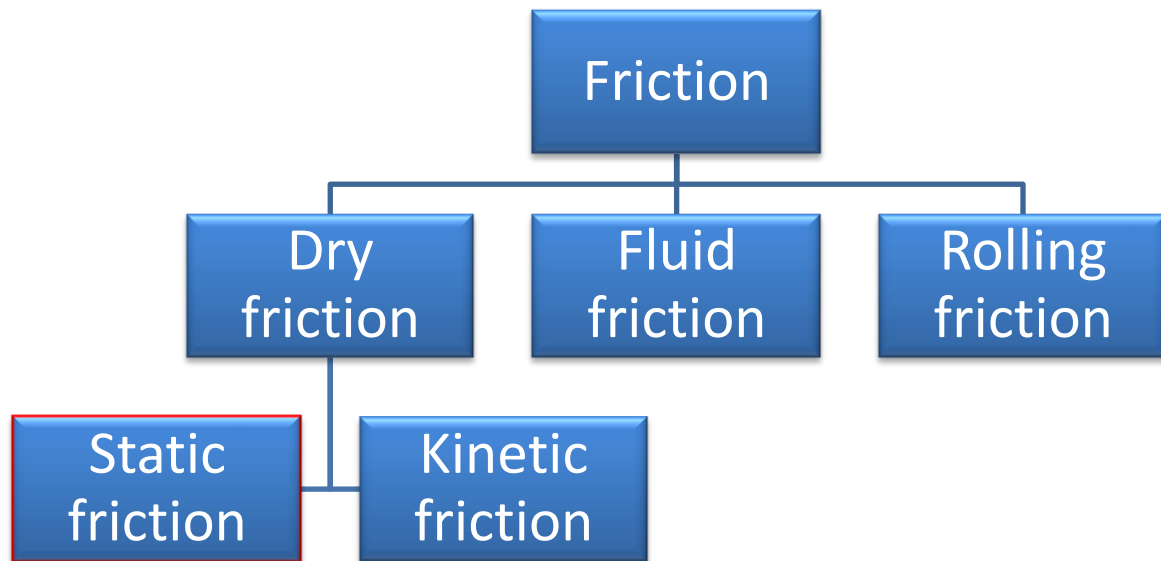 Friction
Dry
friction
Fluid
friction
Rolling
friction
Static
friction
Kinetic
friction